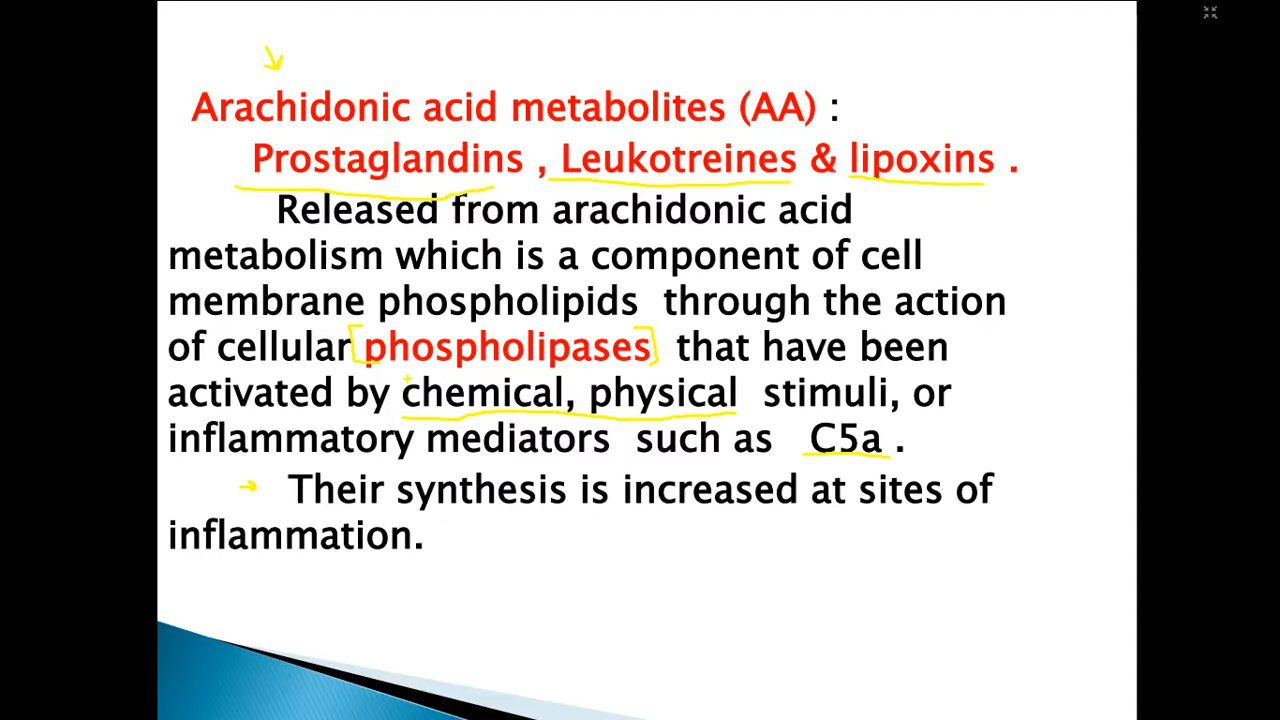 Arachidonic acid metabolites (AA) :
Prostaglandins , Leukotreines & lipoxins .
Released from arachidonic acid
metabolism which is a component of cell
membrane phospholipids through the action
of cellular phospholipases that have been
activated by chemical, physical stimuli, or
inflammatory mediators such as C5a .
Their synthesis is increased at sites of
inflammation.